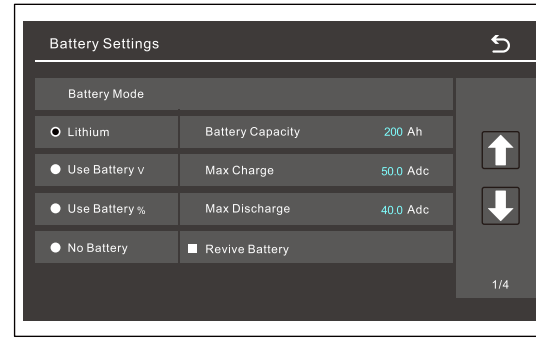 Battery Settings
Battery Mode
Lithium Battery Capacity 200 Ah
Use Battery V Max Charge 50.0 Adc
Use Battery % Max Discharge 40.0 Adc
No Battery Revive Battery
1/4